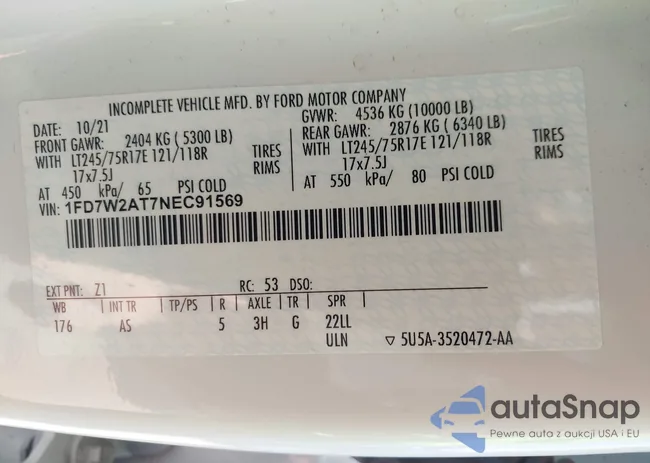 INCOMPLETE VEHICLE MFD. BY FORD MOTOR COMPANY
DATE: 10/21 GVWR: 4536 KG (10000 LB)
FRONT GAWR: 2404 KG ( 5300 LB) REAR GAWR: 2876 KG ( 6340 LB)
WITH LT245/75R17E 121/118R TIRES WITH LT245/75R17E 121/118R TIRES
17x7.5J RIMS 17x7.5J RIMS
AT 450 kPa/ 65 PSI COLD AT 550 kPa/ 80 PSI COLD
VIN: 1FD7W2AT7NEC91569
EXT PNT: Z1 RC: 53 DSO:
WB INT TR TP/PS R AXLE TR SPR
176 AS 5 3H G 22LL
ULN ▽ 5U5A-3520472-AA
autaSnap
Pewne auta z aukcji USA i EU